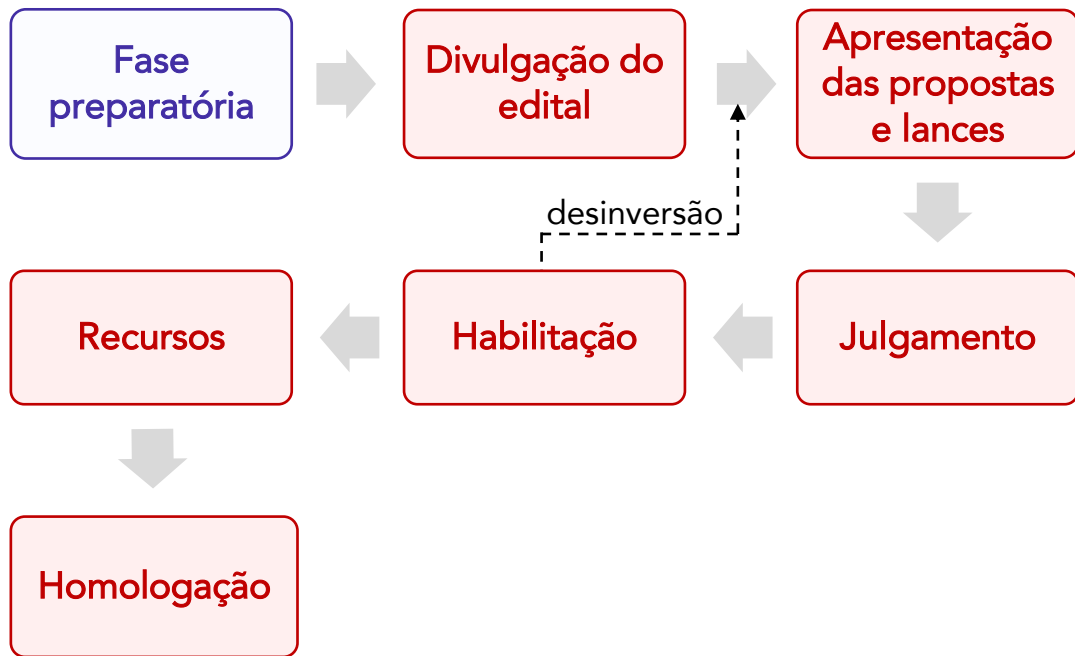 Fase
preparatória
Divulgação do
edital
Apresentação
das propostas
e lances
desinversão
Recursos
Habilitação
Julgamento
Homologação